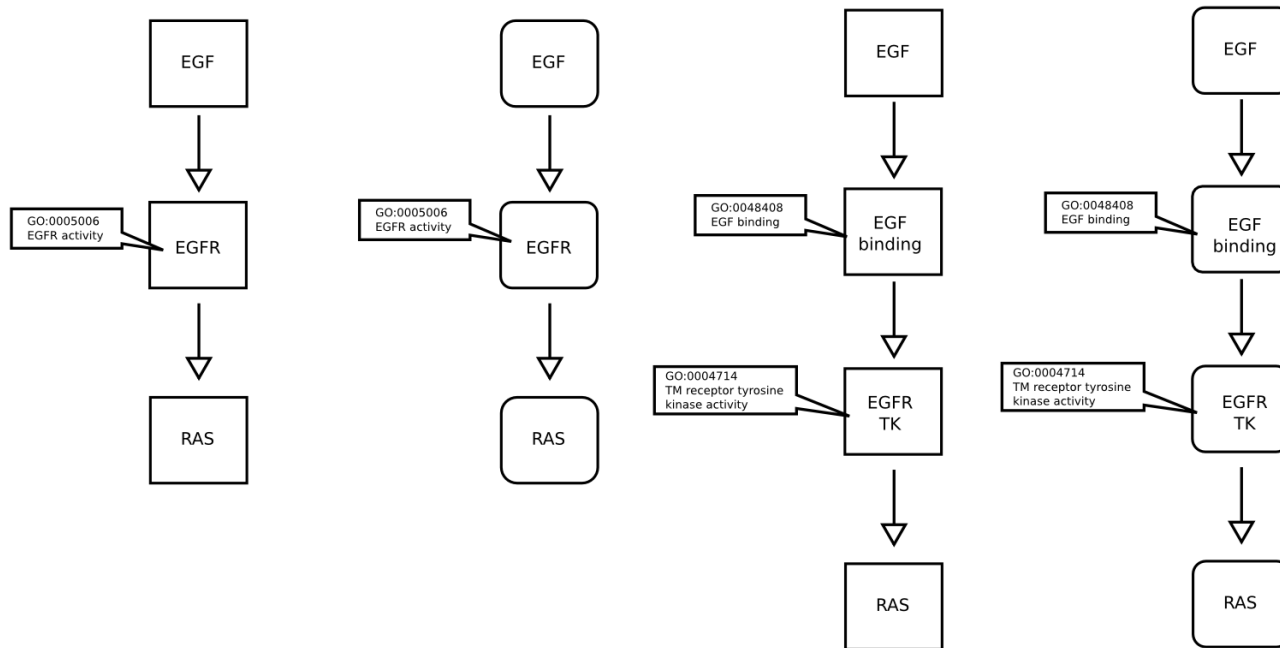 EGF
GO:0005006
EGFR activity
EGFR
RAS
EGF
GO:0005006
EGFR activity
EGFR
RAS
EGF
GO:0048408
EGF binding
EGF
binding
GO:0004714
TM receptor tyrosine
kinase activity
EGFR
TK
RAS
EGF
GO:0048408
EGF binding
EGF
binding
GO:0004714
TM receptor tyrosine
kinase activity
EGFR
TK
RAS